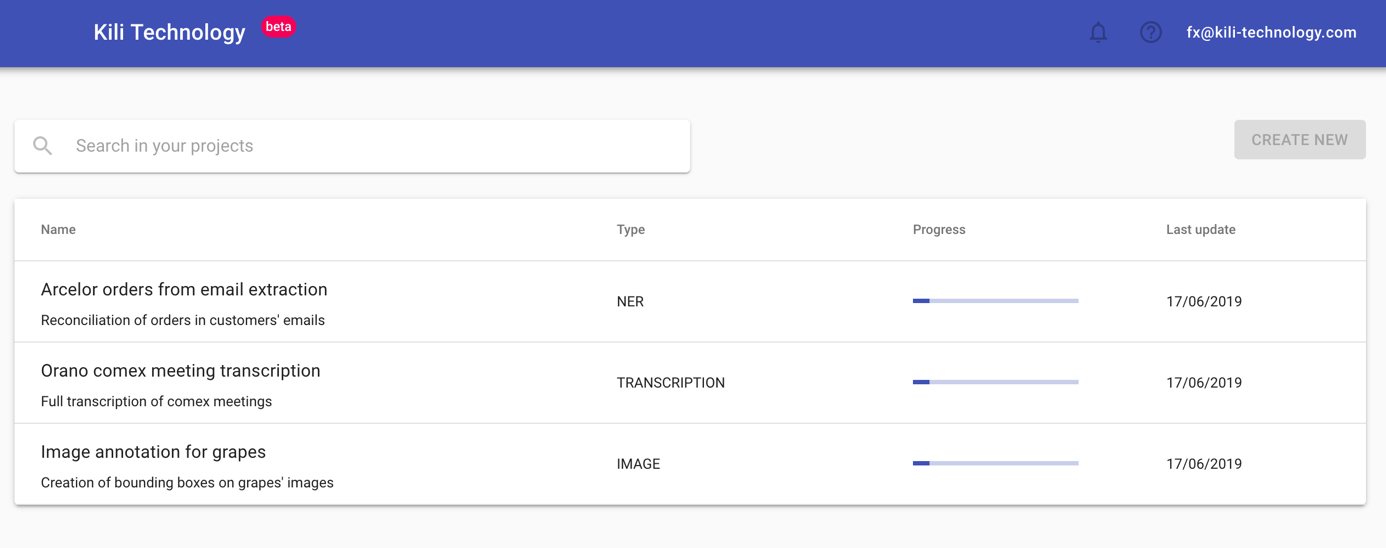 Kili Technology beta
fx@kili-technology.com
Search in your projects
CREATE NEW
Name Type Progress Last update
Arcelor orders from email extraction
Reconciliation of orders in customers' emails
NER 17/06/2019
Orano comex meeting transcription
Full transcription of comex meetings
TRANSCRIPTION 17/06/2019
Image annotation for grapes
Creation of bounding boxes on grapes' images
IMAGE 17/06/2019